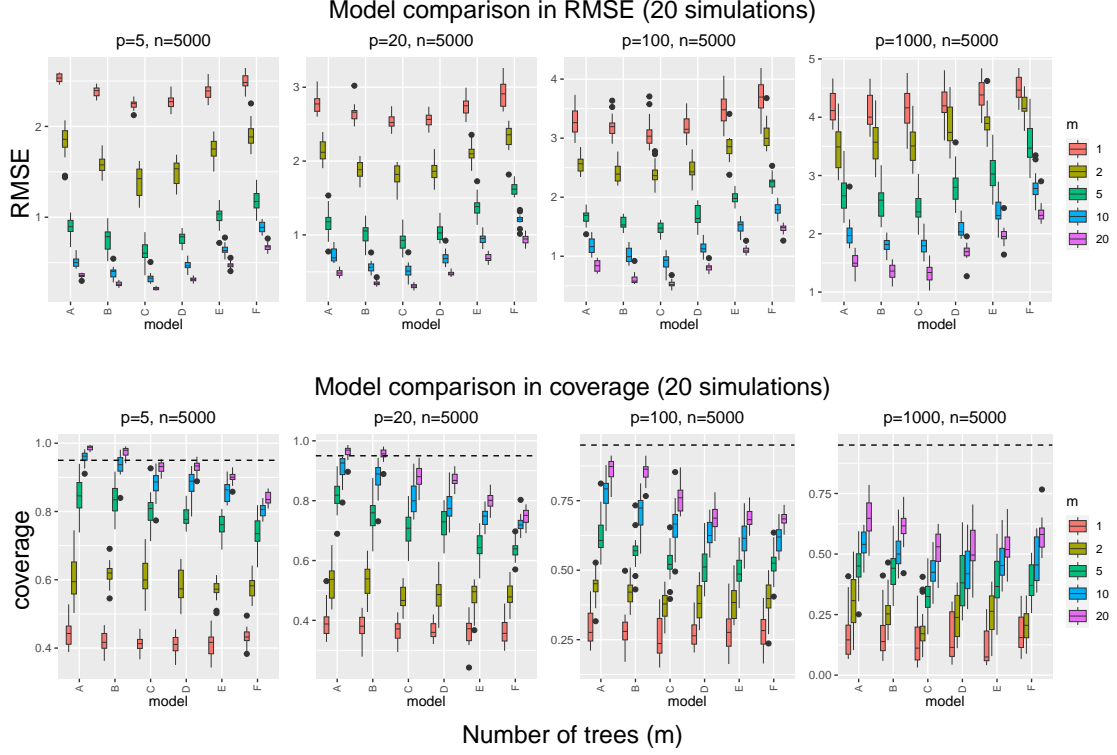 Model comparison in RMSE (20 simulations)
p=5, n=5000
p=20, n=5000
p=100, n=5000
p=1000, n=5000
RMSE
2
1
3
2
1
4
3
2
1
5
4
3
2
1
A B C D E F
A B C D E F
A B C D E F
A B C D E F
model
model
model
model
m
1
2
5
10
20
Model comparison in coverage (20 simulations)
p=5, n=5000
p=20, n=5000
p=100, n=5000
p=1000, n=5000
coverage
1.0
0.8
0.6
0.4
1.0
0.8
0.6
0.4
0.75
0.50
0.25
0.75
0.50
0.25
0.00
A B C D E F
A B C D E F
A B C D E F
A B C D E F
model
model
model
model
m
1
2
5
10
20
Number of trees (m)